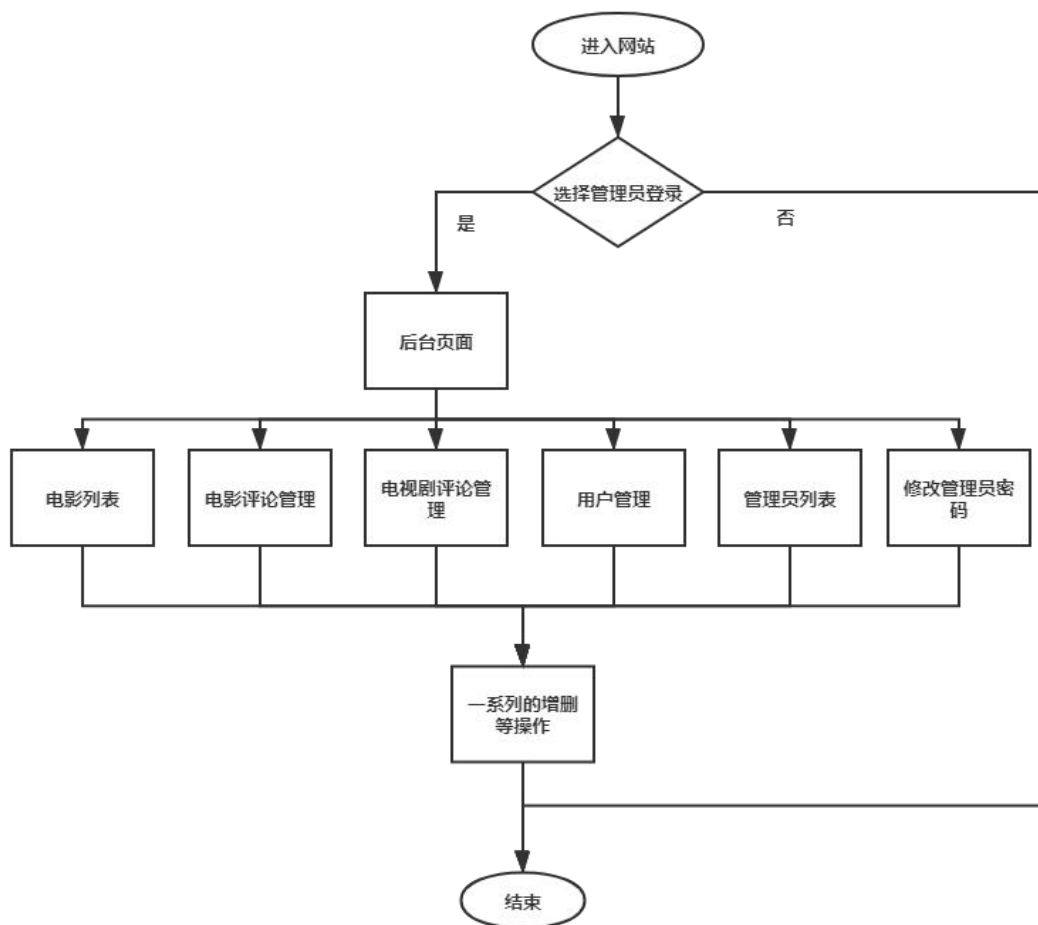 进入网站
选择管理员登录
是
否
后台页面
电影列表
电影评论管理
电视剧评论管
理
用户管理
管理员列表
修改管理员密
码
一系列的增删
等操作
结束